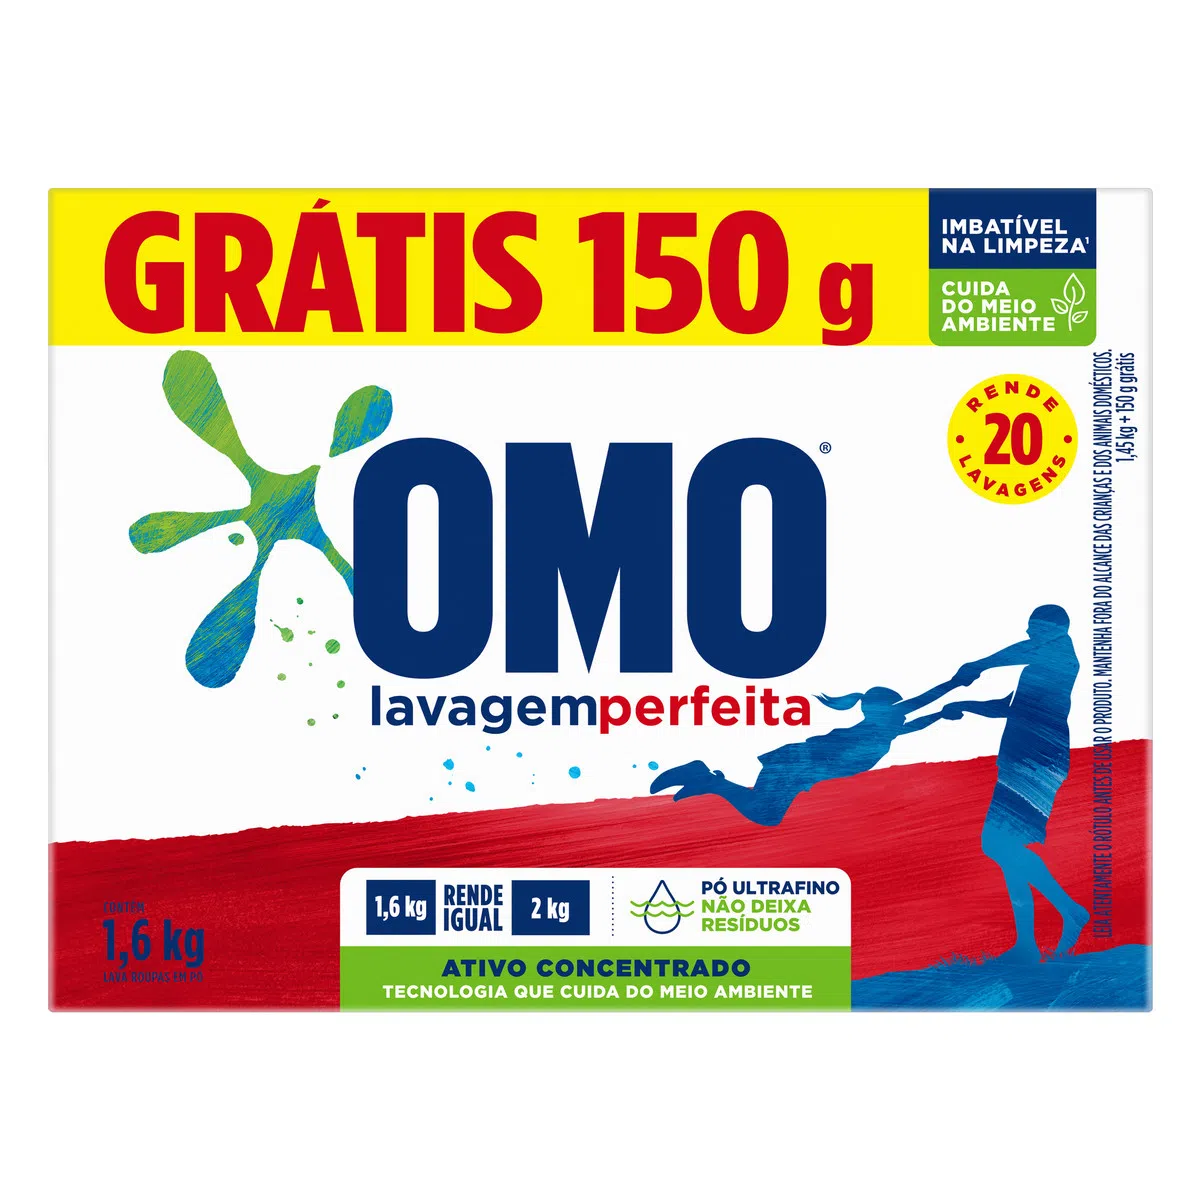 GRÁTIS 150 g
IMBATÍVEL
NA LIMPEZA¹
CUIDA
DO MEIO
AMBIENTE
RENDE
20
LAVAGENS
OMO®
lavagemperfeita
LEIA ATENTAMENTE O RÓTULO ANTES DE USAR O PRODUTO. MANTENHA FORA DO ALCANCE DAS CRIANÇAS E DOS ANIMAIS DOMÉSTICOS.
1,45 kg + 150 g grátis
CONTÉM
1,6 kg
LAVA ROUPAS EM PÓ
1,6 kg RENDE IGUAL 2 kg
PÓ ULTRAFINO
NÃO DEIXA
RESÍDUOS
ATIVO CONCENTRADO
TECNOLOGIA QUE CUIDA DO MEIO AMBIENTE